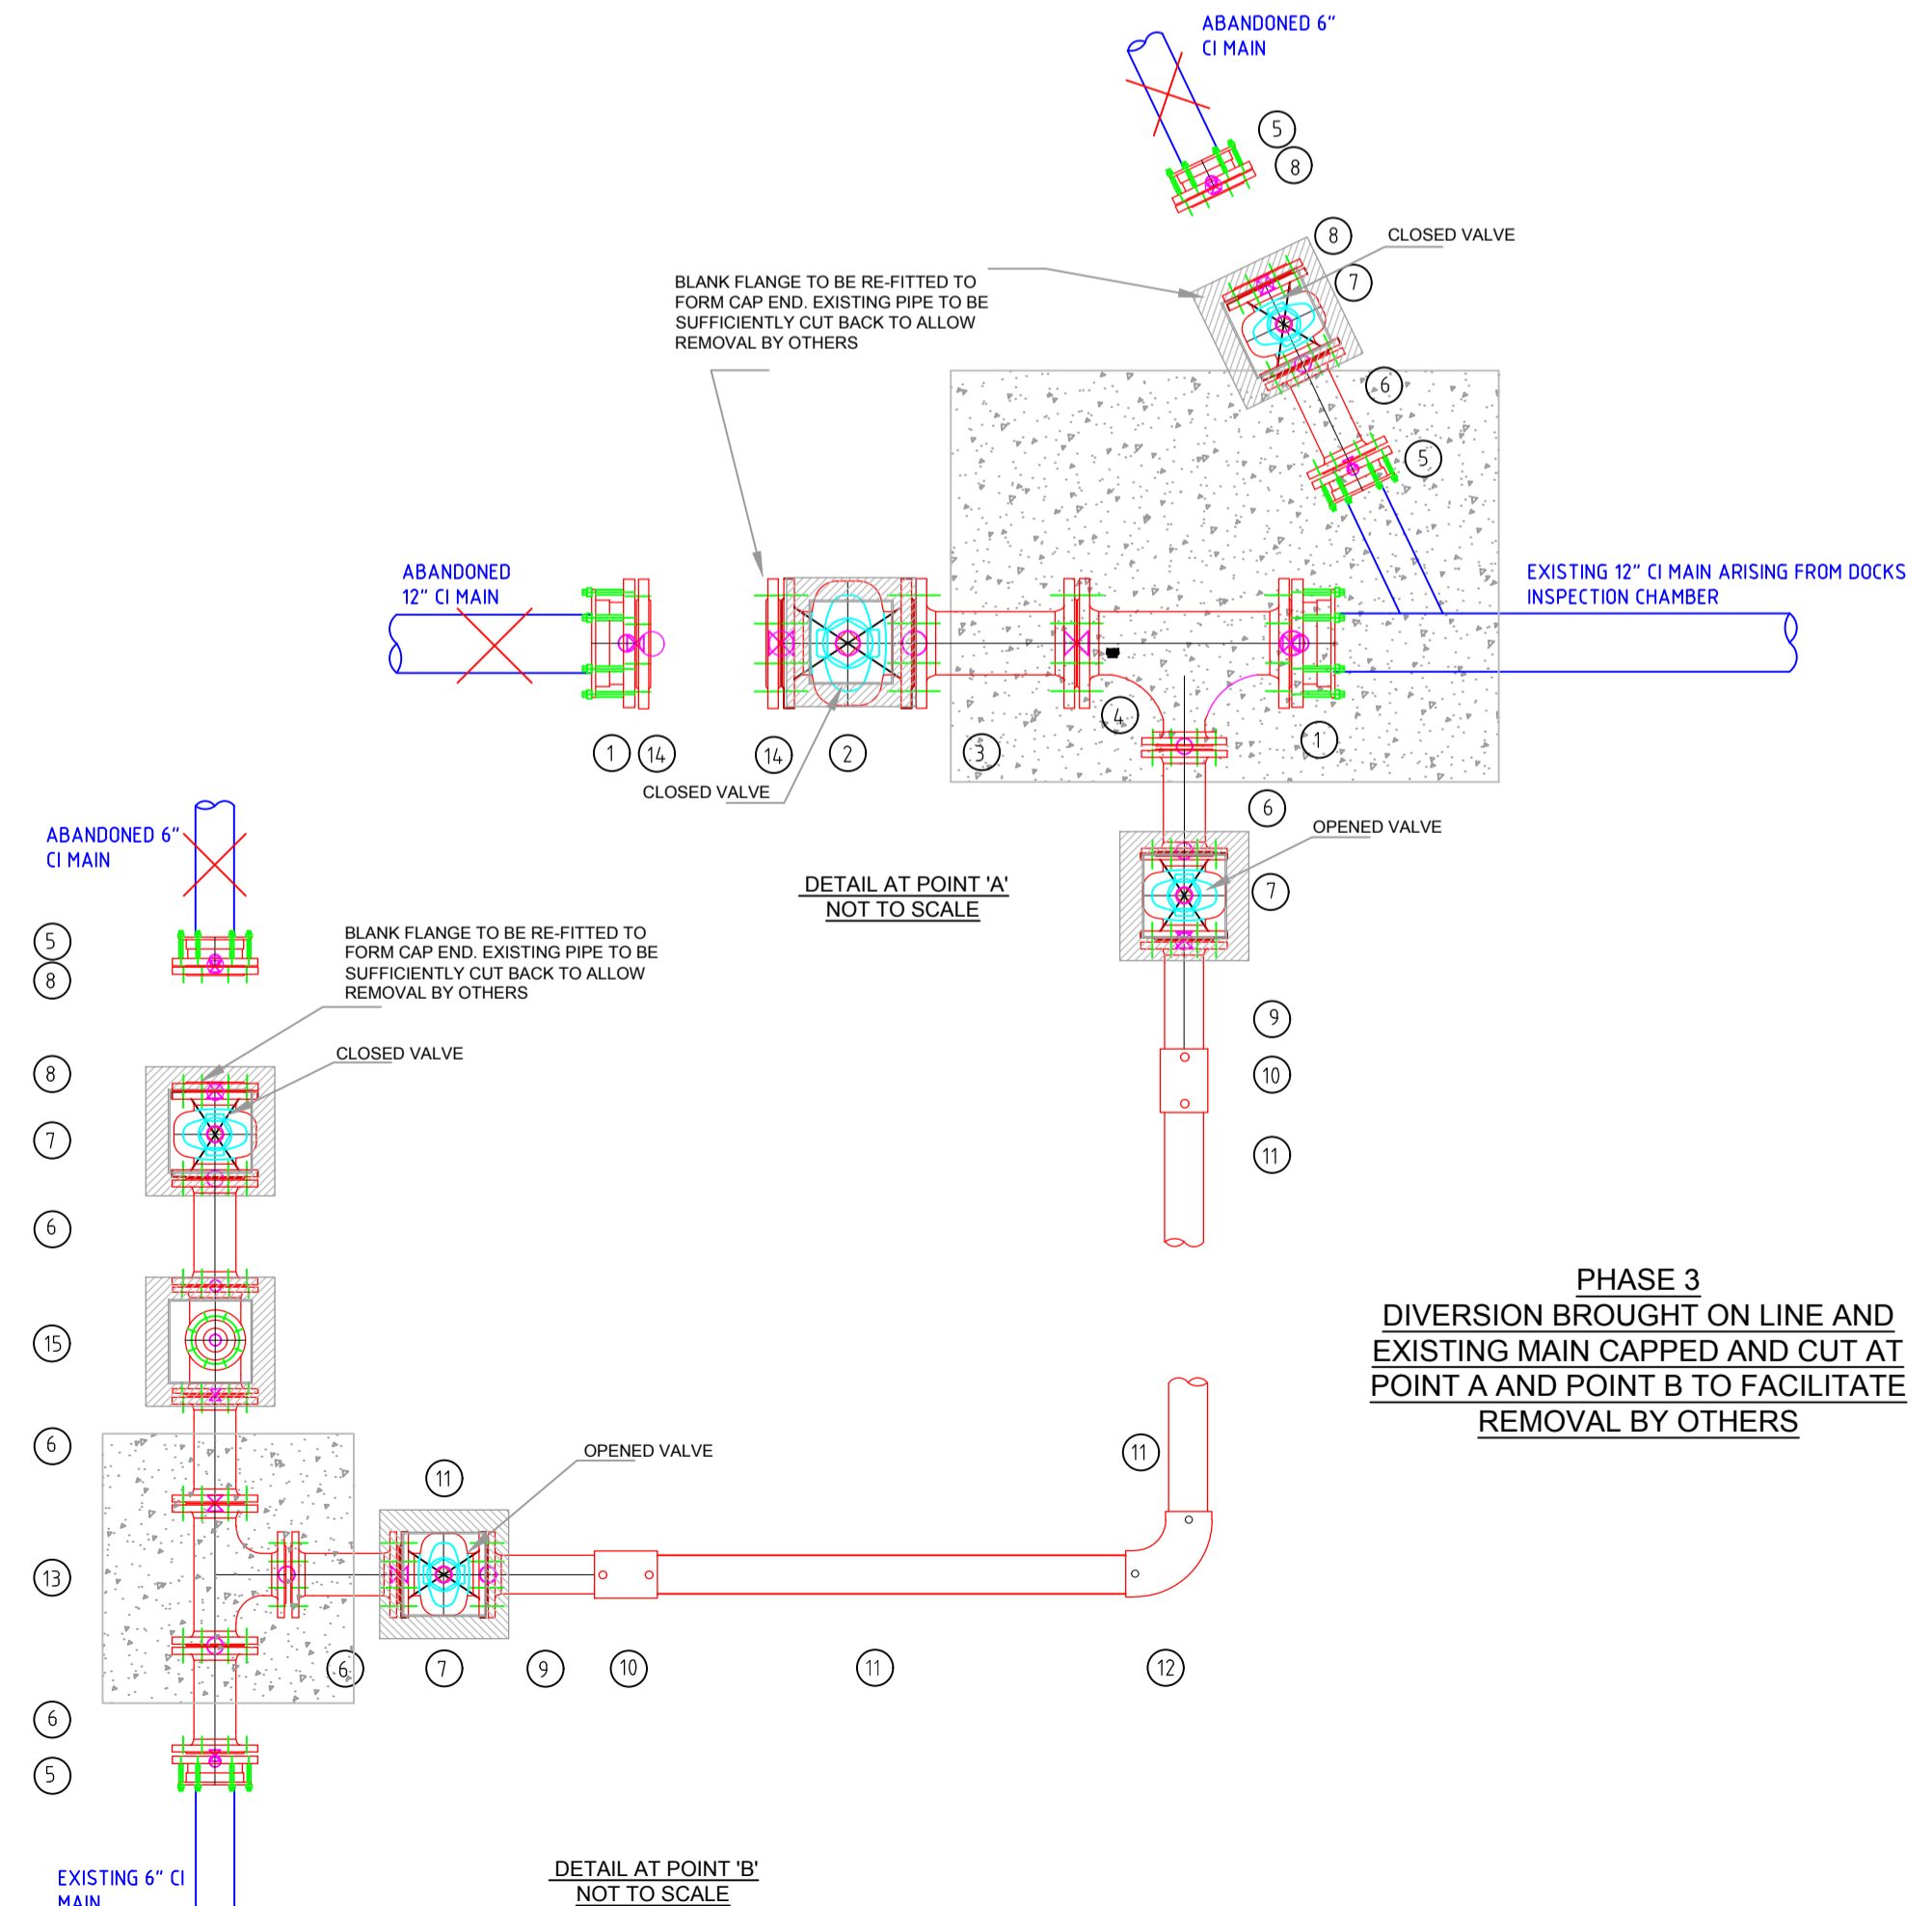 ABANDONED 6"
CI MAIN
5
8
8
CLOSED VALVE
7
BLANK FLANGE TO BE RE-FITTED TO
FORM CAP END. EXISTING PIPE TO BE
SUFFICIENTLY CUT BACK TO ALLOW
REMOVAL BY OTHERS
6
5
ABANDONED
12" CI MAIN
EXISTING 12" CI MAIN ARISING FROM DOCKS
INSPECTION CHAMBER
4
1
14
14
2
3
1
CLOSED VALVE
6
OPENED VALVE
7
DETAIL AT POINT 'A'
NOT TO SCALE
9
10
11
ABANDONED 6"
CI MAIN
5
8
BLANK FLANGE TO BE RE-FITTED TO
FORM CAP END. EXISTING PIPE TO BE
SUFFICIENTLY CUT BACK TO ALLOW
REMOVAL BY OTHERS
CLOSED VALVE
8
7
6
15
6
PHASE 3
DIVERSION BROUGHT ON LINE AND
EXISTING MAIN CAPPED AND CUT AT
POINT A AND POINT B TO FACILITATE
REMOVAL BY OTHERS
OPENED VALVE
11
11
13
6
7
9
10
11
12
6
5
EXISTING 6" CI
MAIN
DETAIL AT POINT 'B'
NOT TO SCALE